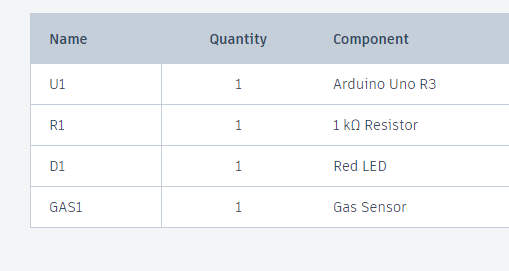 Name Quantity Component
U1 1 Arduino Uno R3
R1 1 1 kΩ Resistor
D1 1 Red LED
GAS1 1 Gas Sensor